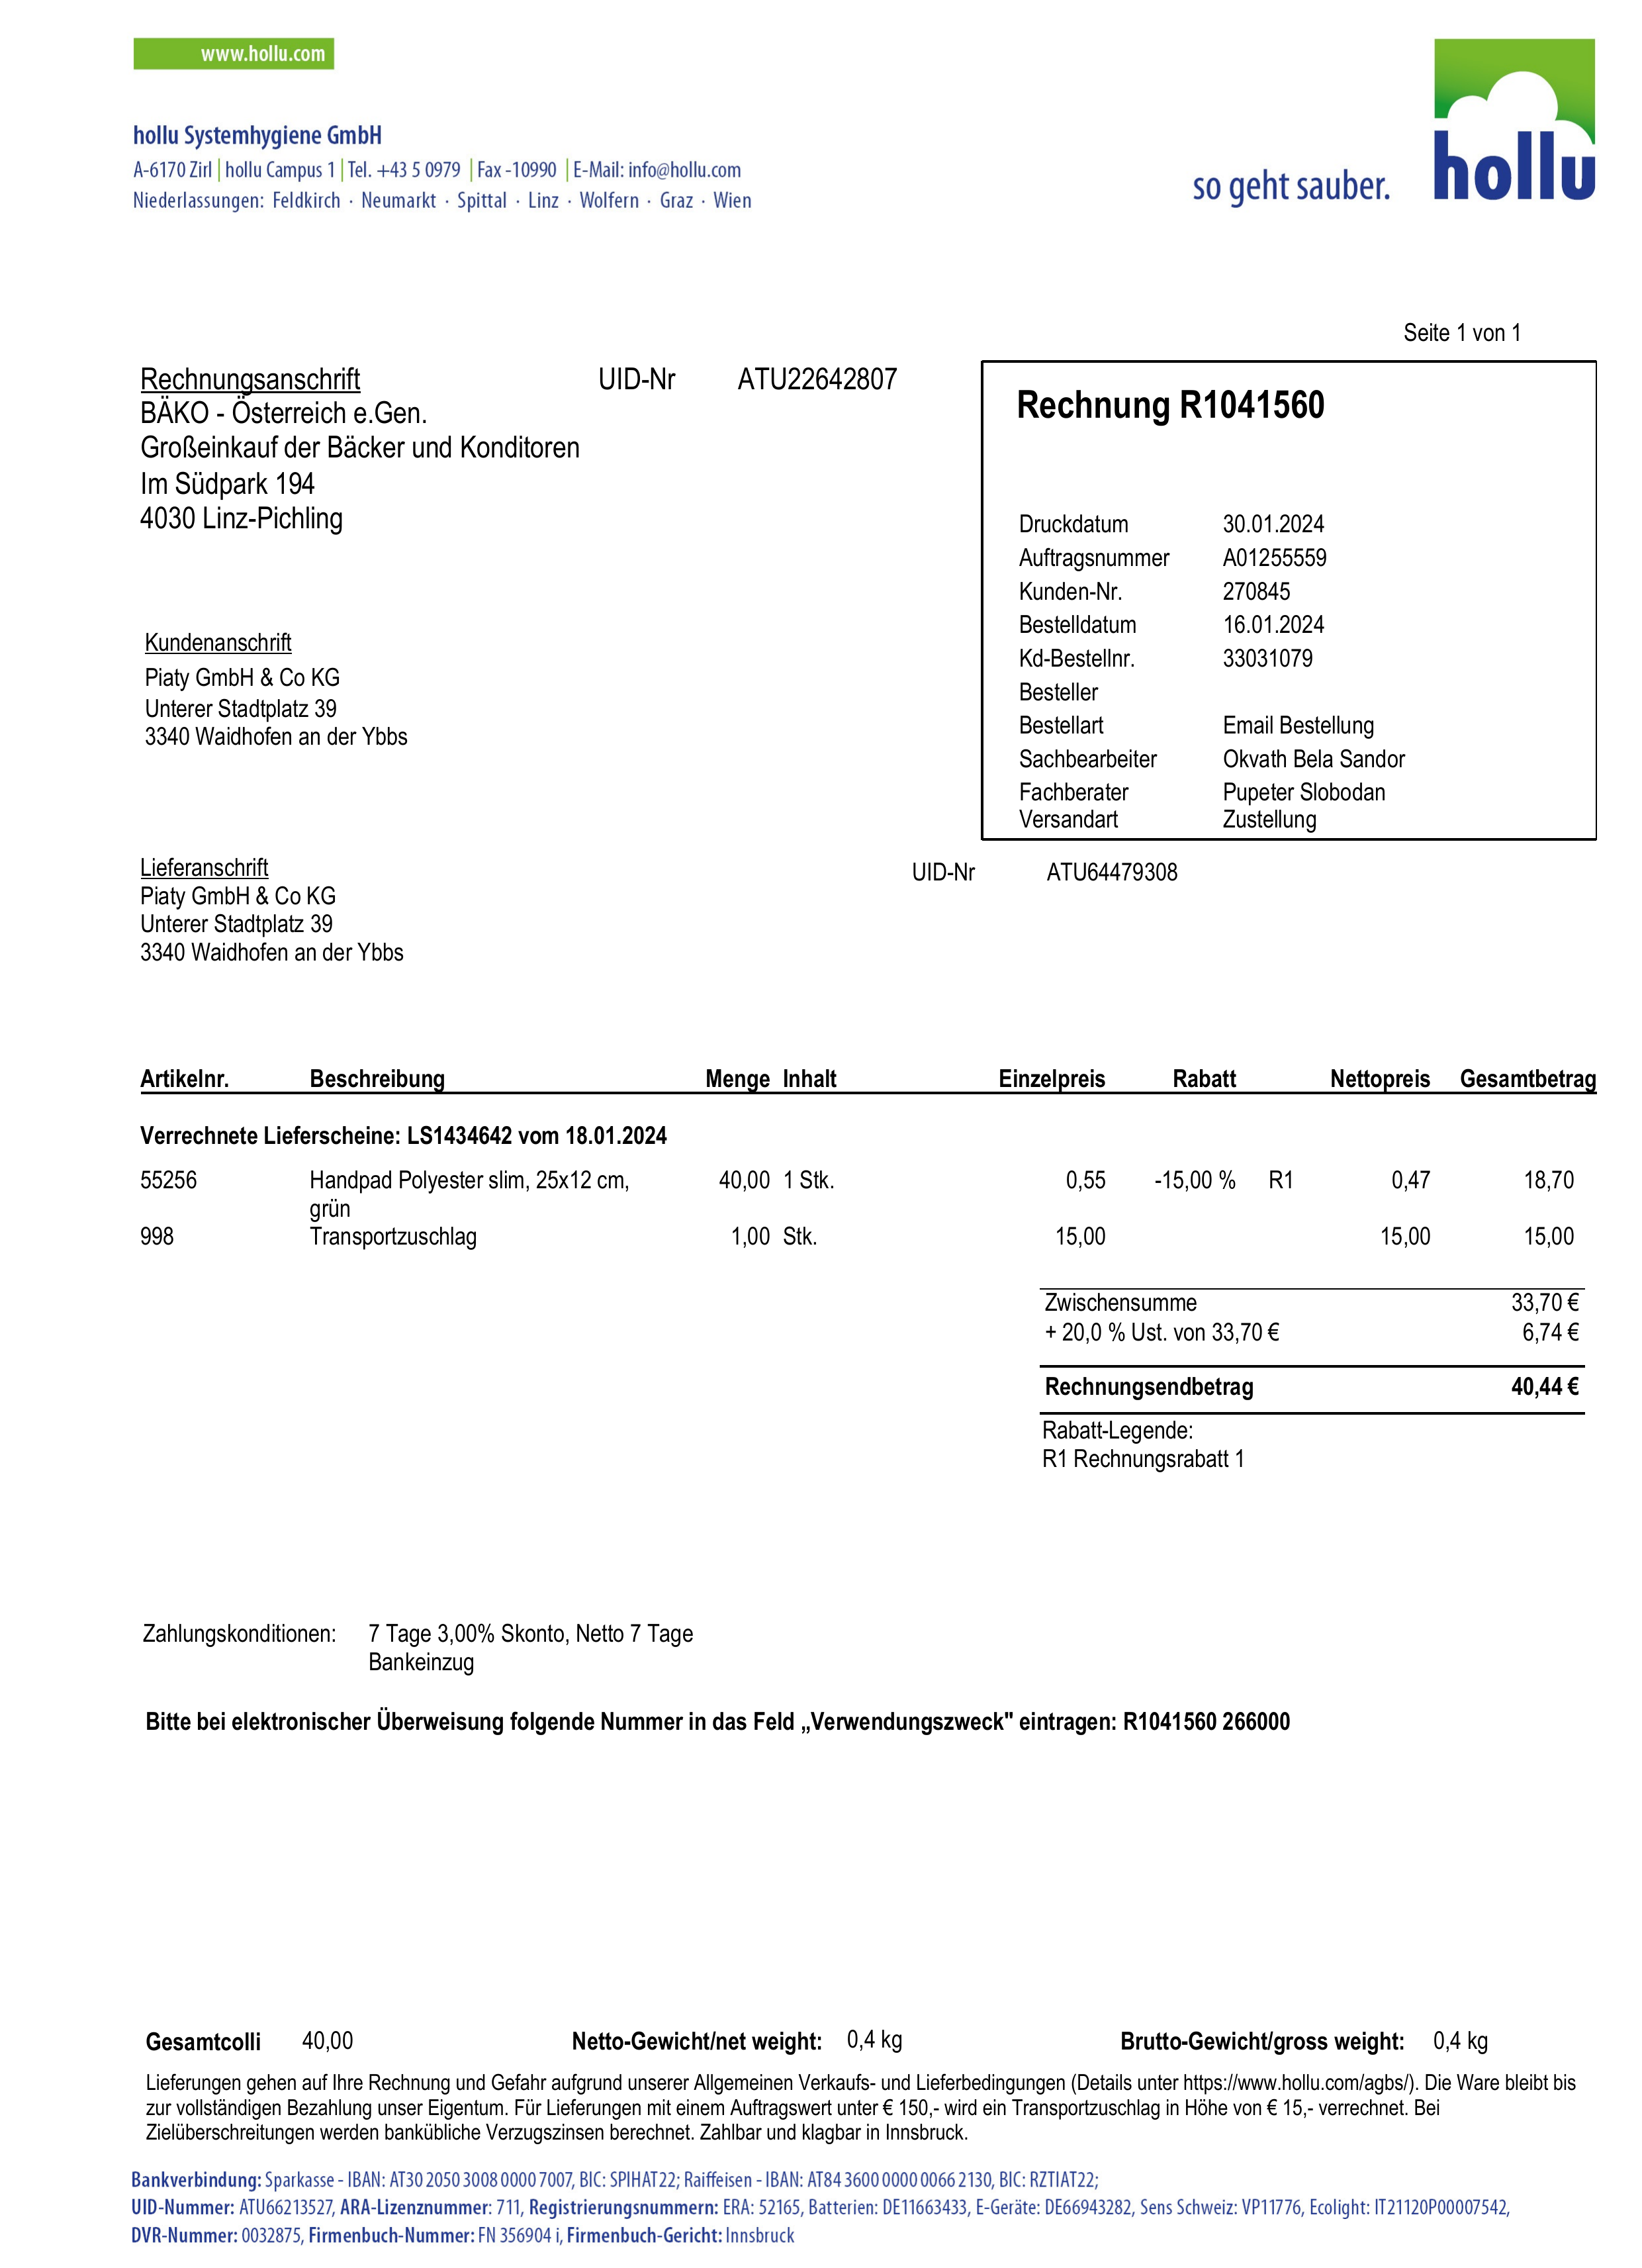 www.hollu.com
hollu Systemhygiene GmbH
A-6170 Zirl | hollu Campus 1 | Tel. +43 5 0979 | Fax -10990 | E-Mail: info@hollu.com
Niederlassungen: Feldkirch · Neumarkt · Spittal · Linz · Wolfern · Graz · Wien
so geht sauber.
hollu
Seite 1 von 1
Rechnungsanschrift UID-Nr ATU22642807
BÄKO - Österreich e.Gen.
Großeinkauf der Bäcker und Konditoren
Im Südpark 194
4030 Linz-Pichling
Rechnung R1041560
Druckdatum 30.01.2024
Auftragsnummer A01255559
Kunden-Nr. 270845
Bestelldatum 16.01.2024
Kd-Bestellnr. 33031079
Besteller
Bestellart Email Bestellung
Sachbearbeiter Okvath Bela Sandor
Fachberater Pupeter Slobodan
Versandart Zustellung
Kundenanschrift
Piaty GmbH & Co KG
Unterer Stadtplatz 39
3340 Waidhofen an der Ybbs
Lieferanschrift UID-Nr ATU64479308
Piaty GmbH & Co KG
Unterer Stadtplatz 39
3340 Waidhofen an der Ybbs
Artikelnr. Beschreibung Menge Inhalt Einzelpreis Rabatt Nettopreis Gesamtbetrag
Verrechnete Lieferscheine: LS1434642 vom 18.01.2024
55256 Handpad Polyester slim, 25x12 cm, 40,00 1 Stk. 0,55 -15,00 % R1 0,47 18,70
grün
998 Transportzuschlag 1,00 Stk. 15,00 15,00 15,00
Zwischensumme 33,70 €
+ 20,0 % Ust. von 33,70 € 6,74 €
Rechnungsendbetrag 40,44 €
Rabatt-Legende:
R1 Rechnungsrabatt 1
Zahlungskonditionen: 7 Tage 3,00% Skonto, Netto 7 Tage
Bankeinzug
Bitte bei elektronischer Überweisung folgende Nummer in das Feld „Verwendungszweck" eintragen: R1041560 266000
Gesamtcolli 40,00 Netto-Gewicht/net weight: 0,4 kg Brutto-Gewicht/gross weight: 0,4 kg
Lieferungen gehen auf Ihre Rechnung und Gefahr aufgrund unserer Allgemeinen Verkaufs- und Lieferbedingungen (Details unter https://www.hollu.com/agbs/). Die Ware bleibt bis
zur vollständigen Bezahlung unser Eigentum. Für Lieferungen mit einem Auftragswert unter € 150,- wird ein Transportzuschlag in Höhe von € 15,- verrechnet. Bei
Zielüberschreitungen werden bankübliche Verzugszinsen berechnet. Zahlbar und klagbar in Innsbruck.
Bankverbindung: Sparkasse - IBAN: AT30 2050 3008 0000 7007, BIC: SPIHAT22; Raiffeisen - IBAN: AT84 3600 0000 0066 2130, BIC: RZTIAT22;
UID-Nummer: ATU66213527, ARA-Lizenznummer: 711, Registrierungsnummern: ERA: 52165, Batterien: DE11663433, E-Geräte: DE66943282, Sens Schweiz: VP11776, Ecolight: IT21120P00007542,
DVR-Nummer: 0032875, Firmenbuch-Nummer: FN 356904 i, Firmenbuch-Gericht: Innsbruck